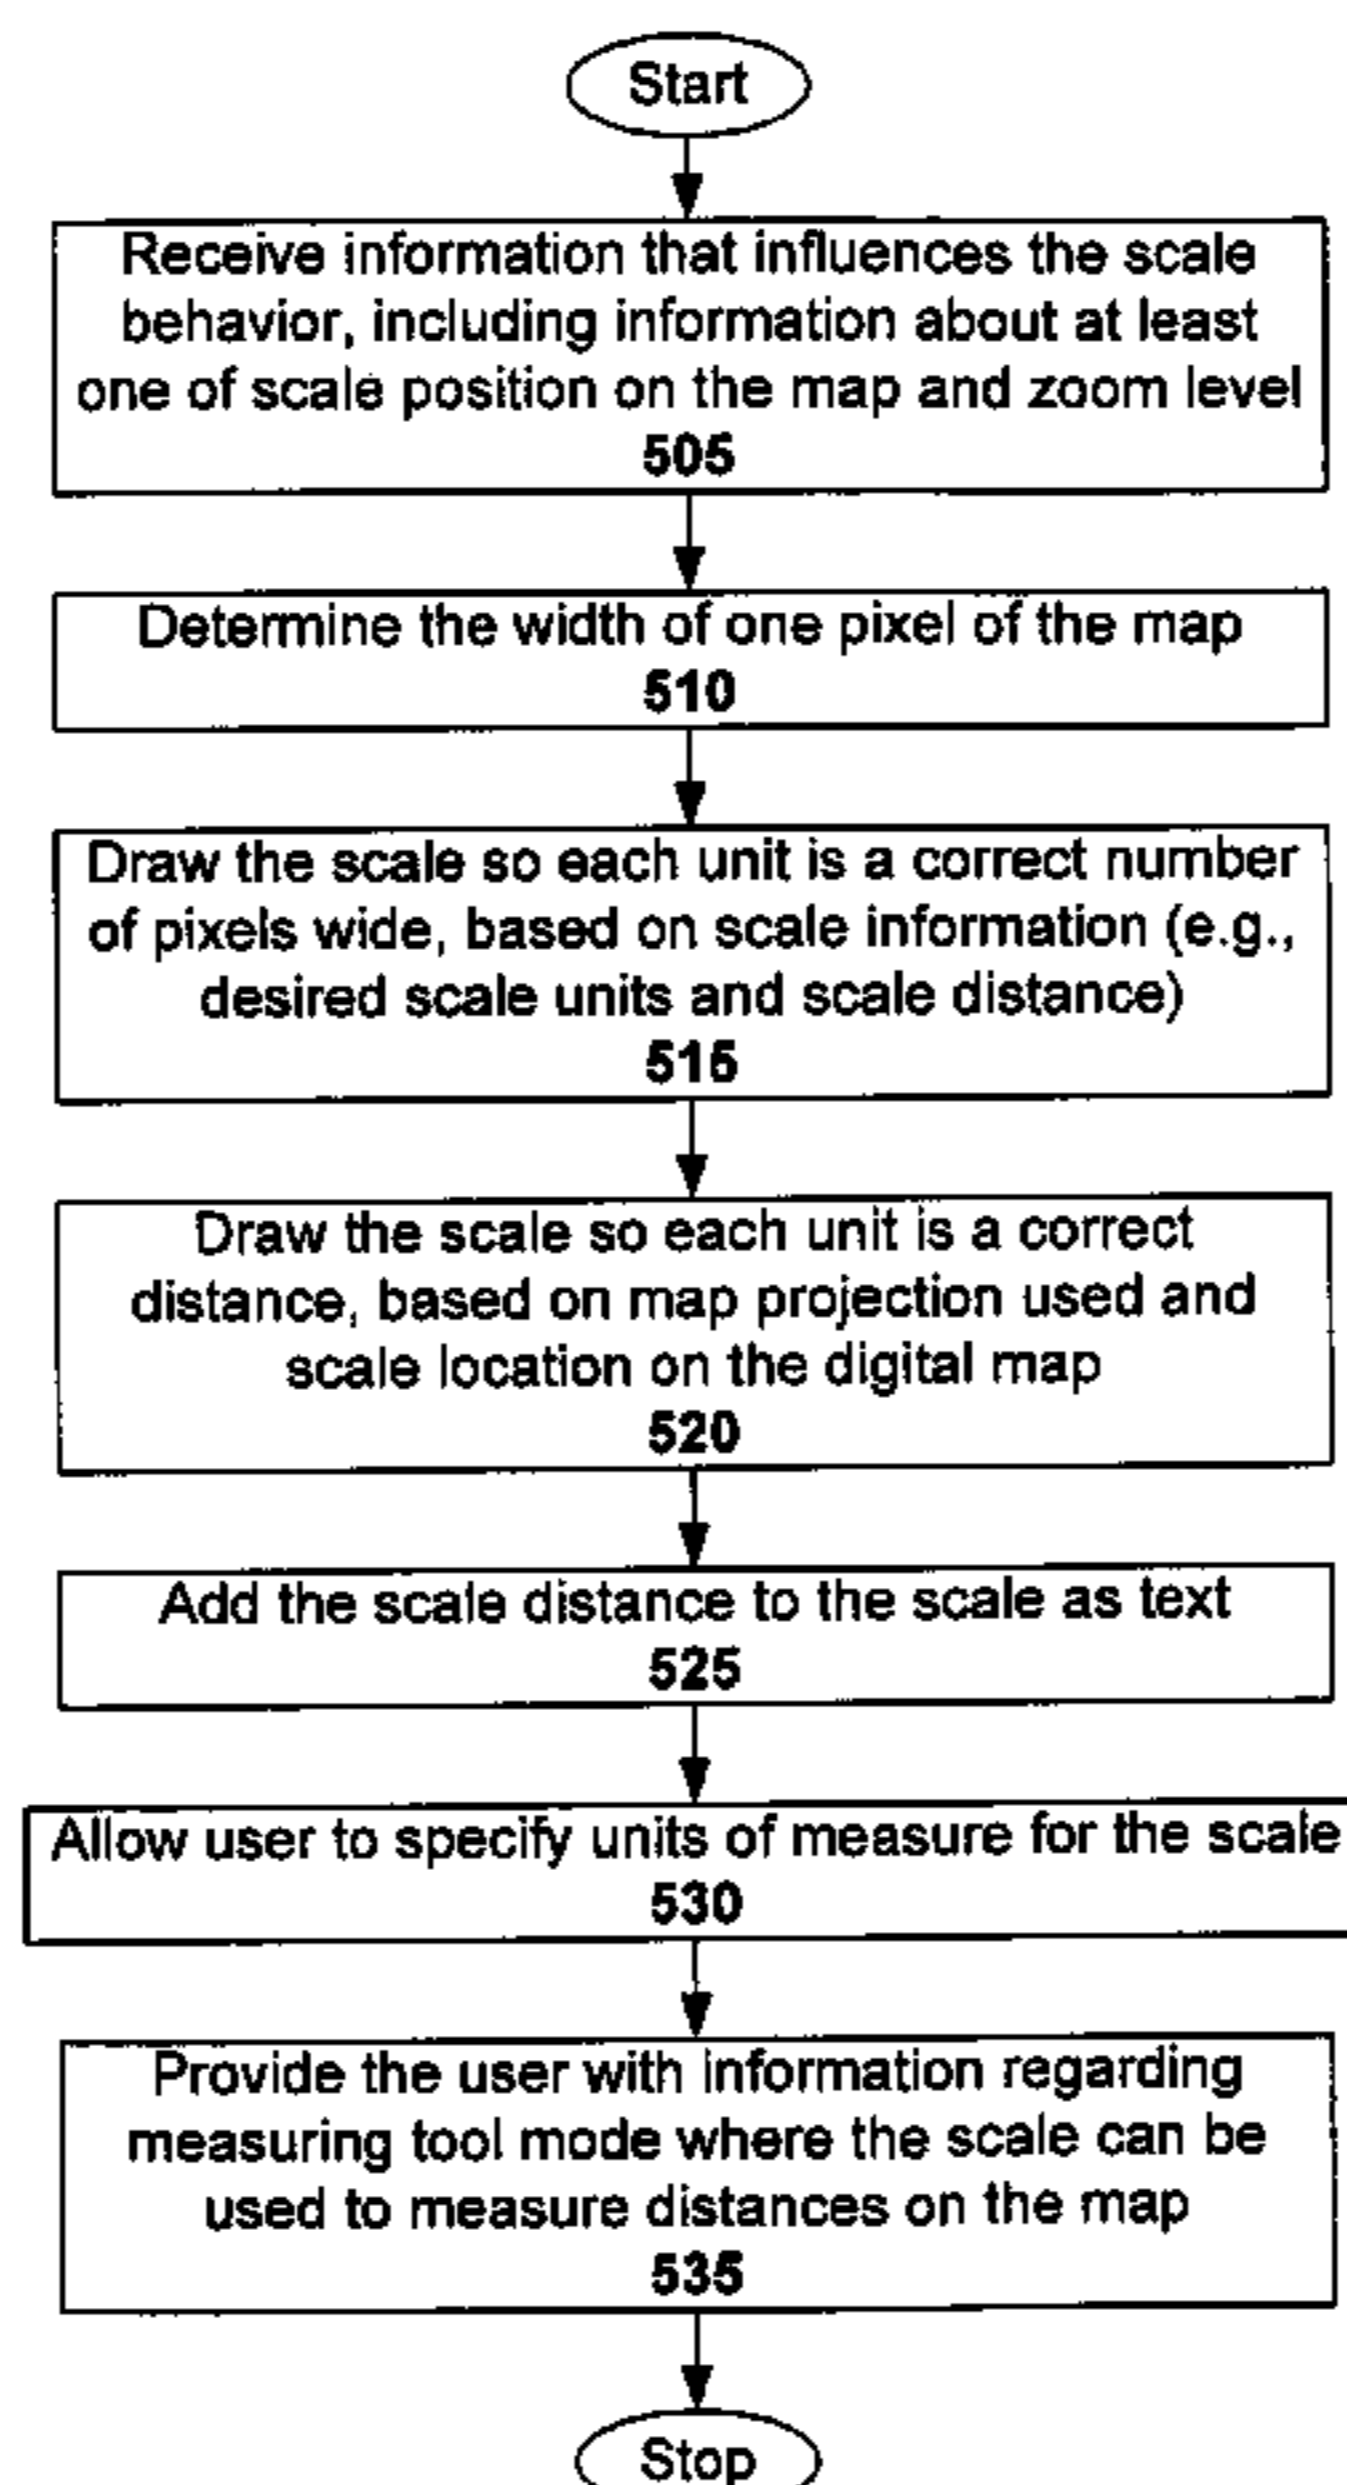 Start
Receive information that influences the scale
behavior, including information about at least
one of scale position on the map and zoom level
505
Determine the width of one pixel of the map
510
Draw the scale so each unit is a correct number
of pixels wide, based on scale information (e.g.,
desired scale units and scale distance)
515
Draw the scale so each unit is a correct
distance, based on map projection used and
scale location on the digital map
520
Add the scale distance to the scale as text
525
Allow user to specify units of measure for the scale
530
Provide the user with information regarding
measuring tool mode where the scale can be
used to measure distances on the map
535
Stop